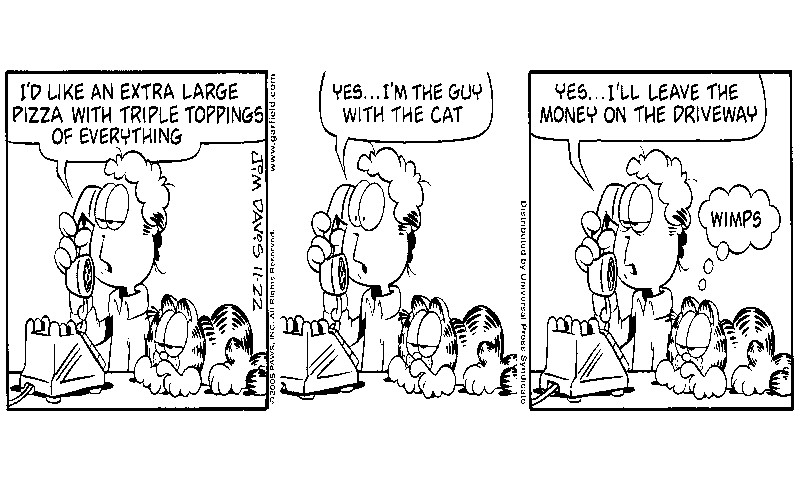 I'D LIKE AN EXTRA LARGE
PIZZA WITH TRIPLE TOPPINGS
OF EVERYTHING
JIM DAVIS 11-22
www.garfield.com
© 2005 PAWS, INC. All Rights Reserved.
YES...I'M THE GUY
WITH THE CAT
Distributed by Universal Press Syndicate
YES...I'LL LEAVE THE
MONEY ON THE DRIVEWAY
WIMPS